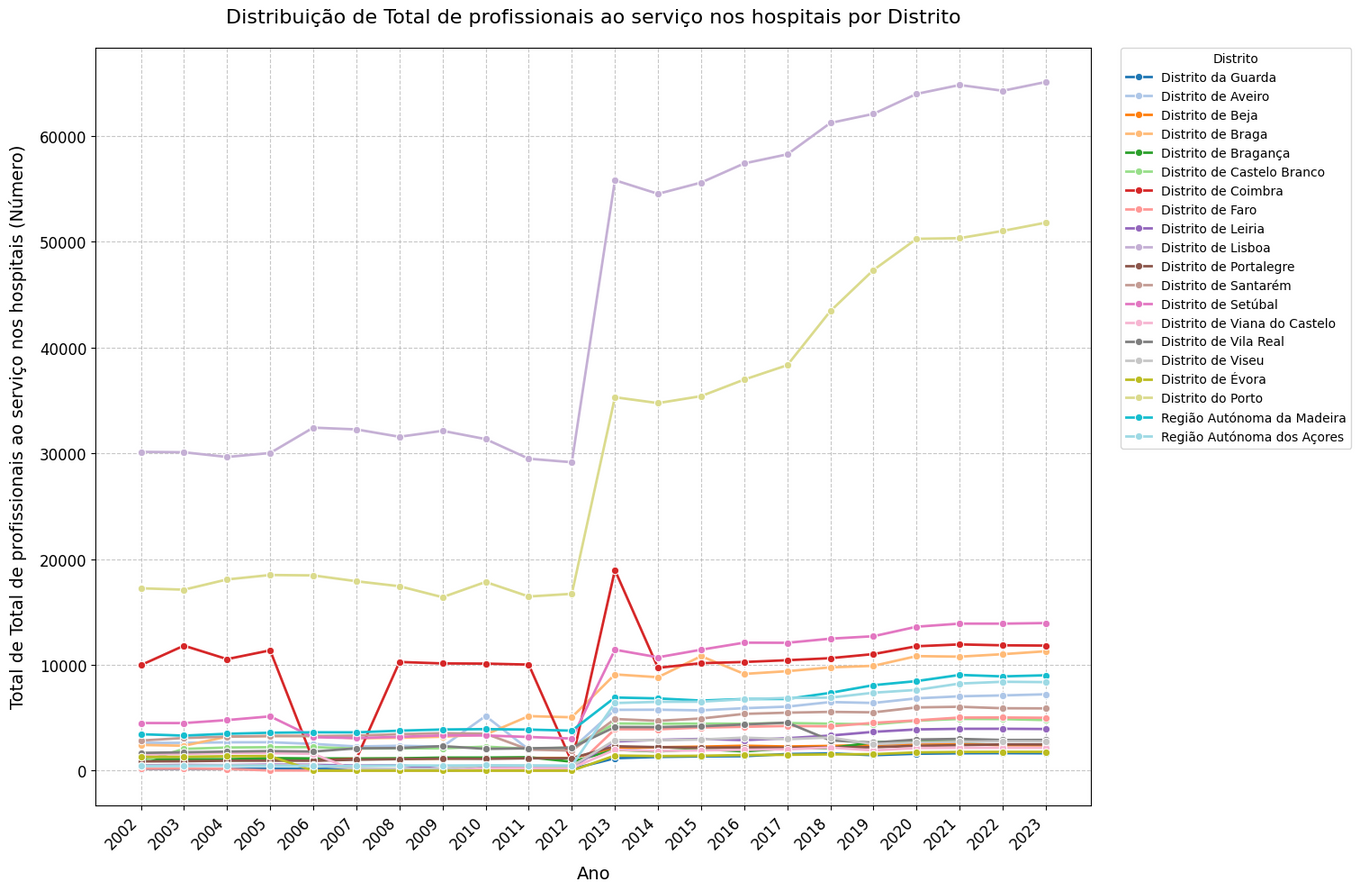 Distribuição de Total de profissionais ao serviço nos hospitais por Distrito
Total de Total de profissionais ao serviço nos hospitais (Número)
60000
50000
40000
30000
20000
10000
0
2002
2003
2004
2005
2006
2007
2008
2009
2010
2011
2012
2013
2014
2015
2016
2017
2018
2019
2020
2021
2022
2023
Ano
Distrito
Distrito da Guarda
Distrito de Aveiro
Distrito de Beja
Distrito de Braga
Distrito de Bragança
Distrito de Castelo Branco
Distrito de Coimbra
Distrito de Faro
Distrito de Leiria
Distrito de Lisboa
Distrito de Portalegre
Distrito de Santarém
Distrito de Setúbal
Distrito de Viana do Castelo
Distrito de Vila Real
Distrito de Viseu
Distrito de Évora
Distrito do Porto
Região Autónoma da Madeira
Região Autónoma dos Açores